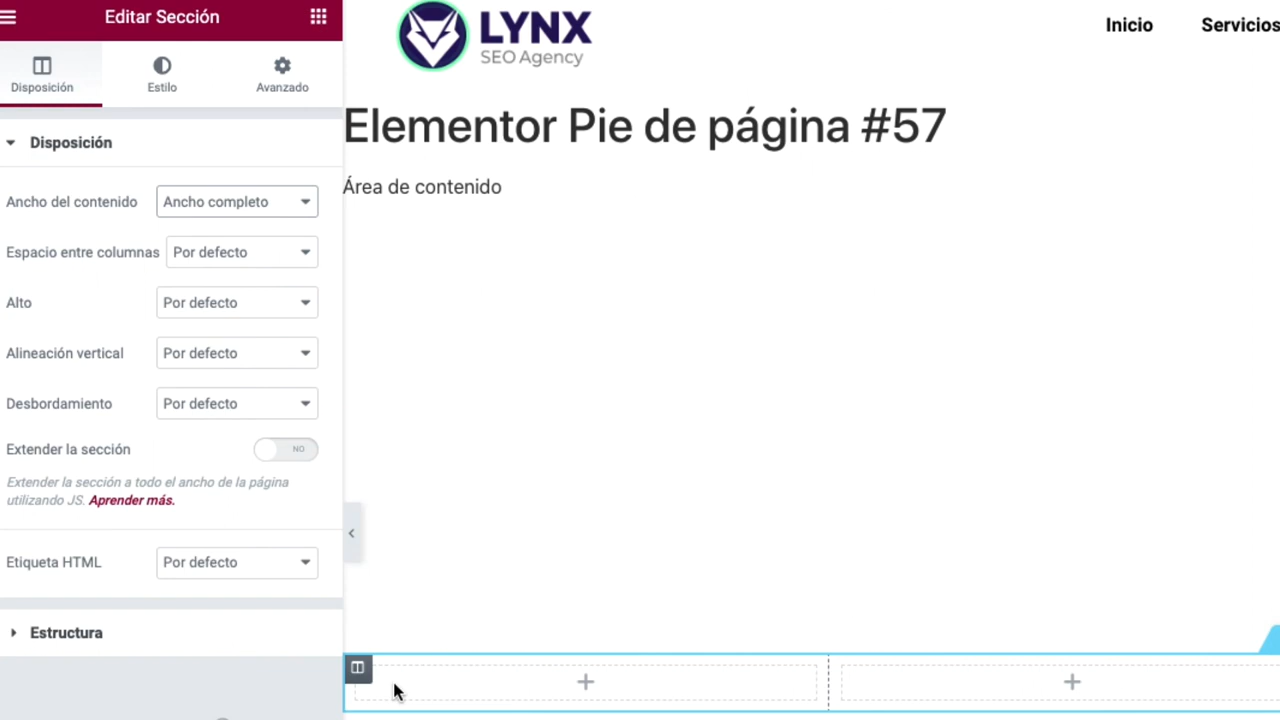 Editar Sección
Disposición
Estilo
Avanzado
Disposición
Ancho del contenido
Ancho completo
Espacio entre columnas
Por defecto
Alto
Por defecto
Alineación vertical
Por defecto
Desbordamiento
Por defecto
Extender la sección
NO
Extender la sección a todo el ancho de la página
utilizando JS. Aprender más.
Etiqueta HTML
Por defecto
Estructura
LYNX
SEO Agency
Inicio
Servicios
Elementor Pie de página #57
Área de contenido